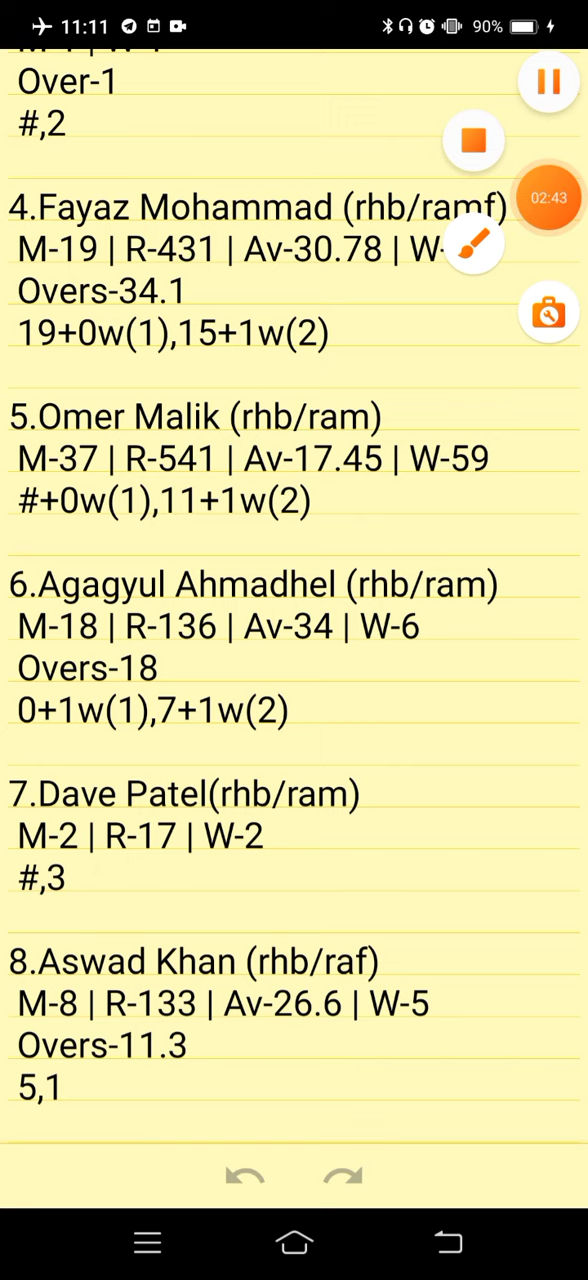 11:11
90%
Over-1
#,2
02:43
4.Fayaz Mohammad (rhb/ramf)
M-19 | R-431 | Av-30.78 | W-
Overs-34.1
19+0w(1),15+1w(2)
5.Omer Malik (rhb/ram)
M-37 | R-541 | Av-17.45 | W-59
#+0w(1),11+1w(2)
6.Agagyul Ahmadhel (rhb/ram)
M-18 | R-136 | Av-34 | W-6
Overs-18
0+1w(1),7+1w(2)
7.Dave Patel(rhb/ram)
M-2 | R-17 | W-2
#,3
8.Aswad Khan (rhb/raf)
M-8 | R-133 | Av-26.6 | W-5
Overs-11.3
5,1